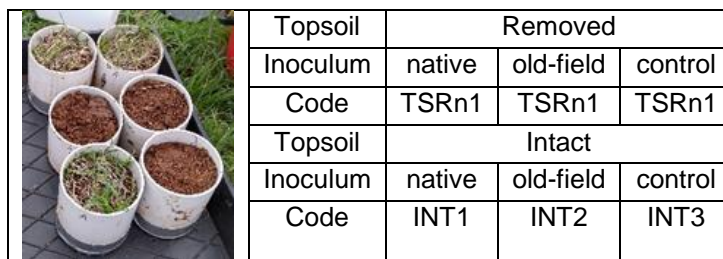 Topsoil Removed
Inoculum native old-field control
Code TSRn1 TSRn1 TSRn1
Topsoil Intact
Inoculum native old-field control
Code INT1 INT2 INT3